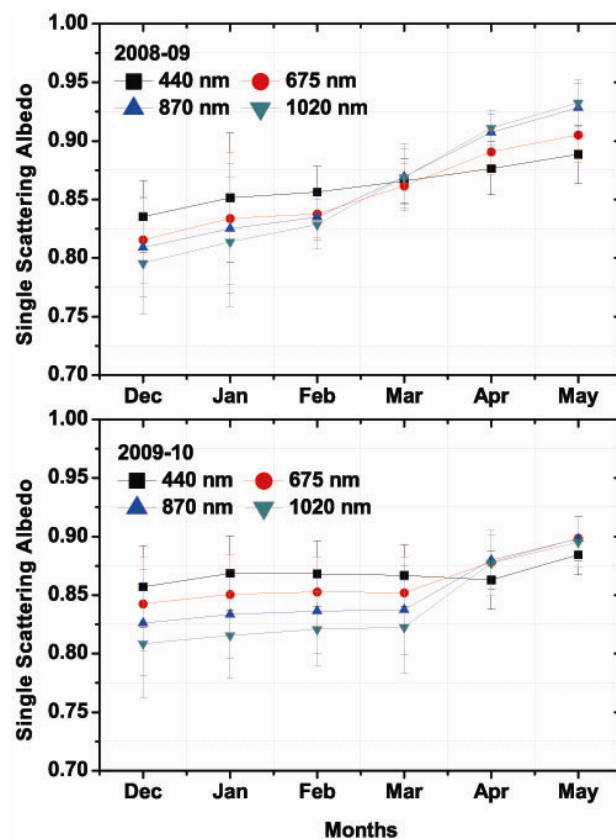 1.00
2008-09
440 nm 675 nm
870 nm 1020 nm
0.95
0.90
0.85
0.80
0.75
0.70
Single Scattering Albedo
Dec Jan Feb Mar Apr May
1.00
2009-10
440 nm 675 nm
870 nm 1020 nm
0.95
0.90
0.85
0.80
0.75
0.70
Single Scattering Albedo
Dec Jan Feb Mar Apr May
Months